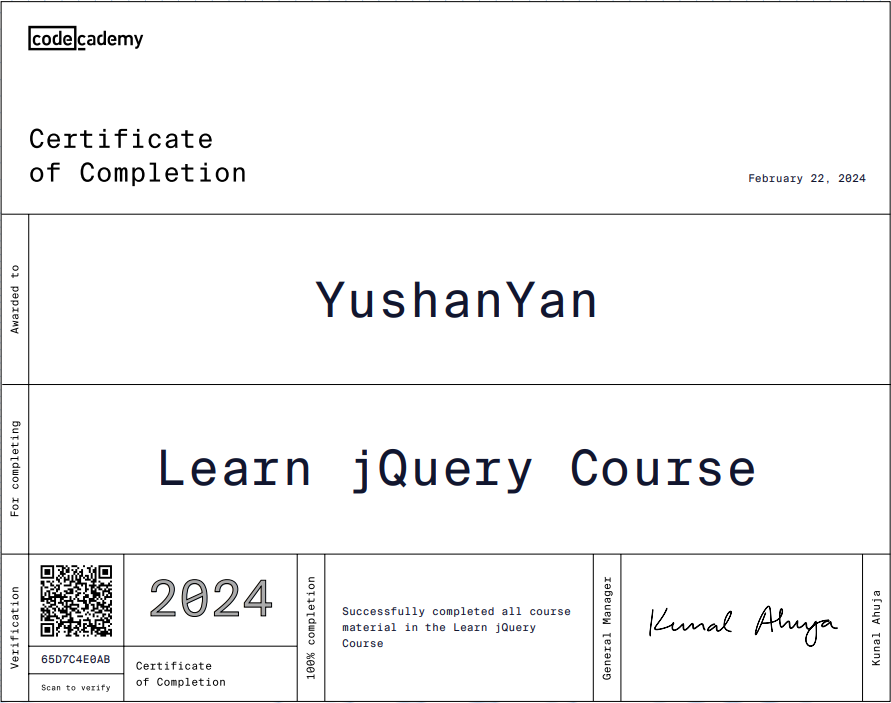 codecademy
Certificate
of Completion
February 22, 2024
Awarded to
YushanYan
For completing
Learn jQuery Course
Verification
65D7C4E0AB
Scan to verify
2024
Certificate
of Completion
100% completion
Successfully completed all course
material in the Learn jQuery
Course
General Manager
Kunal Ahuja
Kunal Ahuja